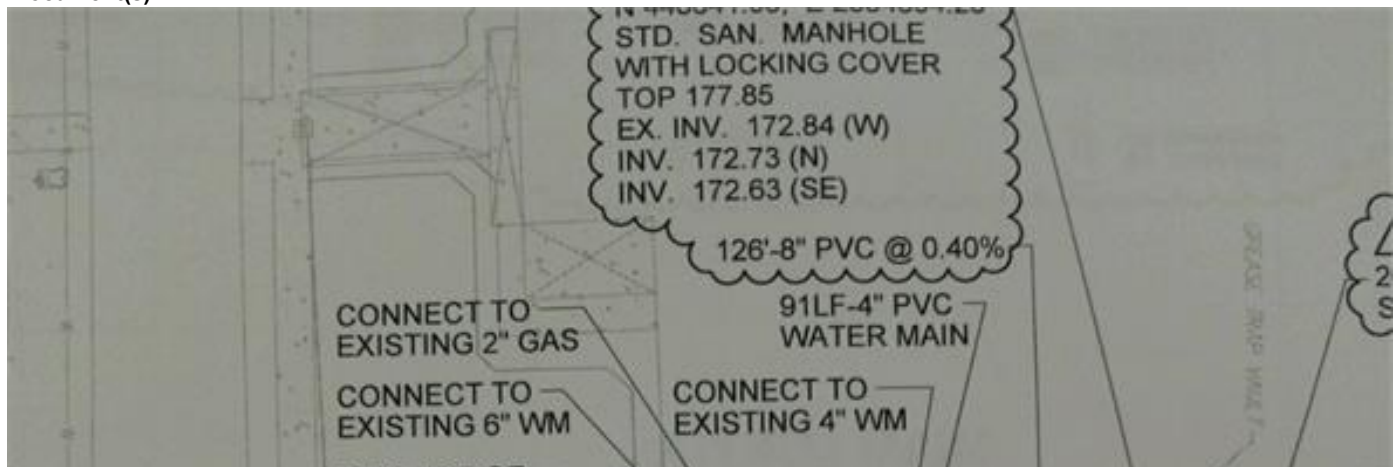 STD. SAN. MANHOLE
WITH LOCKING COVER
TOP 177.85
EX. INV. 172.84 (W)
INV. 172.73 (N)
INV. 172.63 (SE)
126'-8" PVC @ 0.40%
91LF-4" PVC
WATER MAIN
CONNECT TO
EXISTING 2" GAS
CONNECT TO
EXISTING 6" WM
CONNECT TO
EXISTING 4" WM
2
S